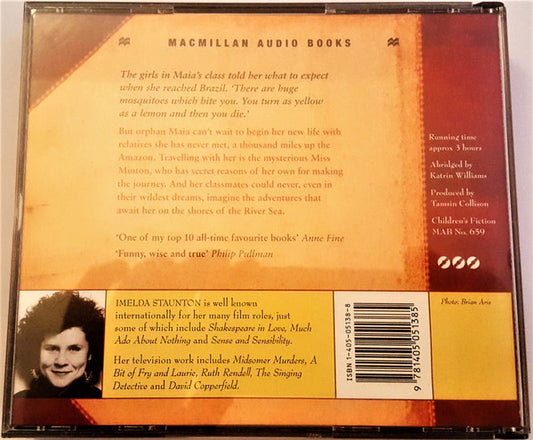 MACMILLAN AUDIO BOOKS
The girls in Maia's class told her what to expect
when she reached Brazil. 'There are huge
mosquitoes which bite you. You turn as yellow
as a lemon and then you die.'
But orphan Maia can't wait to begin her new life with
relatives she has never met, a thousand miles up the
Amazon. Travelling with her is the mysterious Miss
Minton, who has secret reasons of her own for making
the journey. And her classmates could never, even in
their wildest dreams, imagine the adventures that
await her on the shores of the River Sea.
'One of my top 10 all-time favourite books' Anne Fine
'Funny, wise and true' Philip Pullman
Running time
approx 3 hours
Abridged by
Katrin Williams
Produced by
Tamsin Collison
Children's Fiction
MAB No. 659
IMELDA STAUNTON is well known
internationally for her many film roles, just
some of which include Shakespeare in Love, Much
Ado About Nothing and Sense and Sensibility.
Her television work includes Midsomer Murders, A
Bit of Fry and Laurie, Ruth Rendell, The Singing
Detective and David Copperfield.
ISBN 1-405-05138-8
9 781405 051385
Photo: Brian Aris